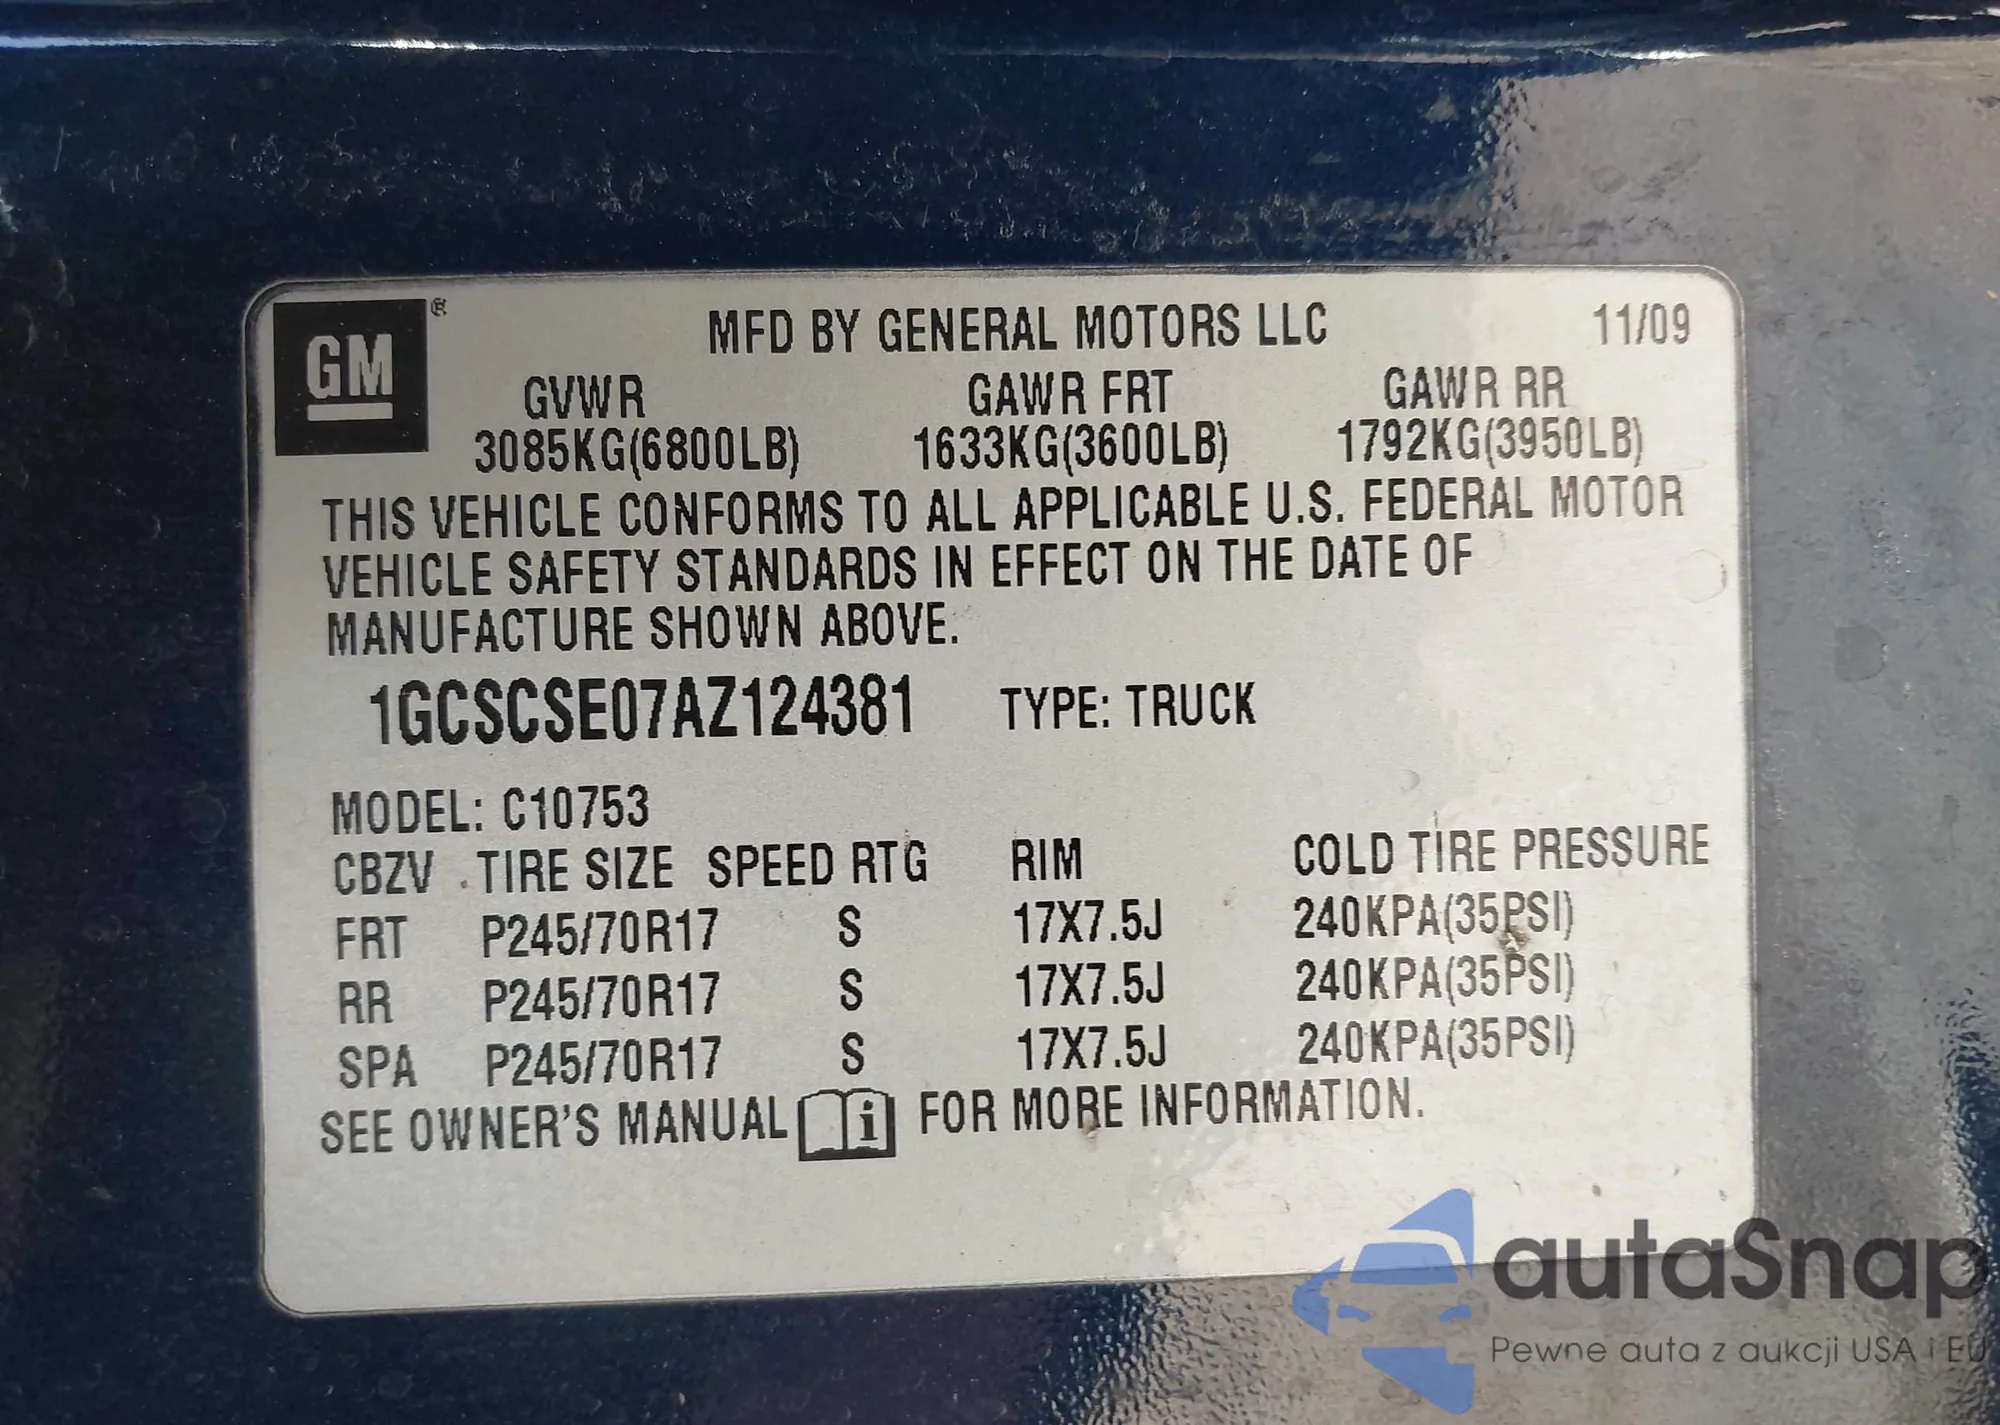 GM ®
MFD BY GENERAL MOTORS LLC 11/09
GVWR GAWR FRT GAWR RR
3085KG(6800LB) 1633KG(3600LB) 1792KG(3950LB)
THIS VEHICLE CONFORMS TO ALL APPLICABLE U.S. FEDERAL MOTOR
VEHICLE SAFETY STANDARDS IN EFFECT ON THE DATE OF
MANUFACTURE SHOWN ABOVE.
1GCSCSE07AZ124381 TYPE: TRUCK
MODEL: C10753
CBZV TIRE SIZE SPEED RTG RIM COLD TIRE PRESSURE
FRT P245/70R17 S 17X7.5J 240KPA(35PSI)
RR P245/70R17 S 17X7.5J 240KPA(35PSI)
SPA P245/70R17 S 17X7.5J 240KPA(35PSI)
SEE OWNER'S MANUAL i FOR MORE INFORMATION.
autaSnap
Pewne auta z aukcji USA i EU